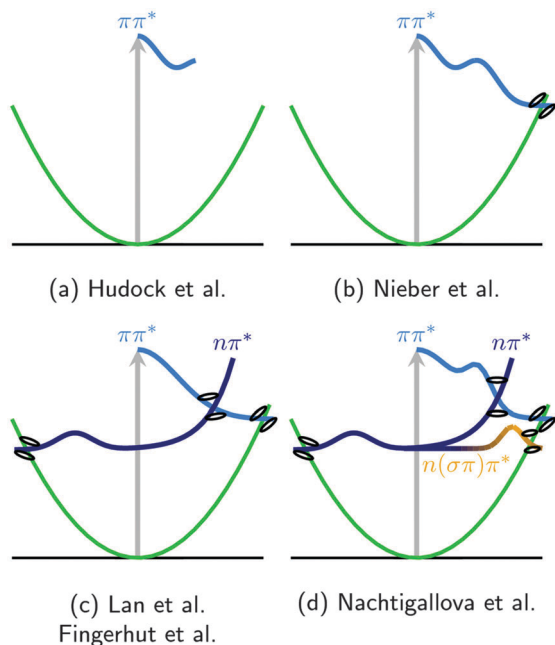 ππ*
ππ*
(a) Hudock et al.
(b) Nieber et al.
ππ*
nπ*
ππ*
nπ*
n(σπ)π*
(c) Lan et al.
Fingerhut et al.
(d) Nachtigallova et al.